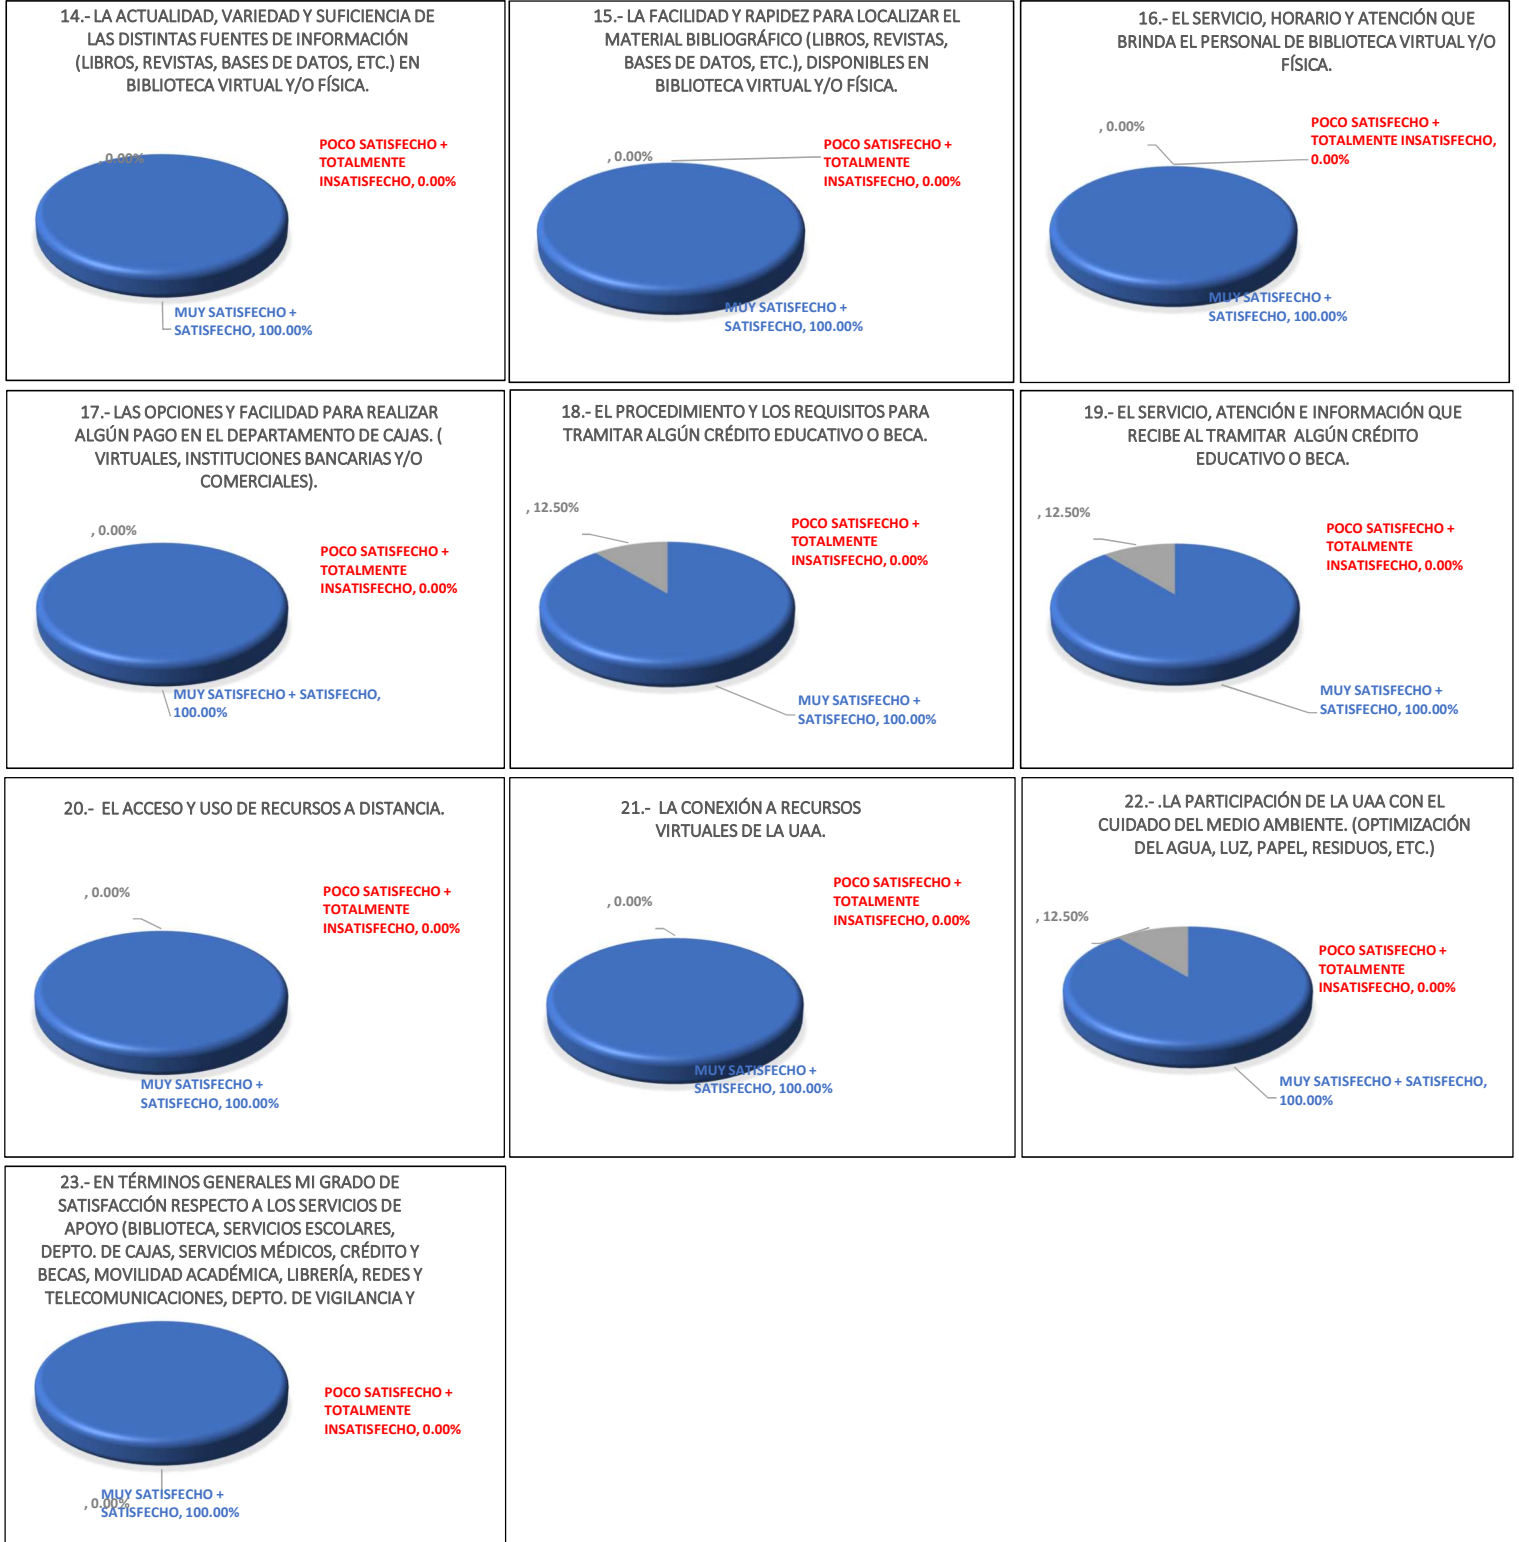 14.- LA ACTUALIDAD, VARIEDAD Y SUFICIENCIA DE
LAS DISTINTAS FUENTES DE INFORMACIÓN
(LIBROS, REVISTAS, BASES DE DATOS, ETC.) EN
BIBLIOTECA VIRTUAL Y/O FÍSICA.
, 0.00%
POCO SATISFECHO +
TOTALMENTE
INSATISFECHO, 0.00%
MUY SATISFECHO +
SATISFECHO, 100.00%
15.- LA FACILIDAD Y RAPIDEZ PARA LOCALIZAR EL
MATERIAL BIBLIOGRÁFICO (LIBROS, REVISTAS,
BASES DE DATOS, ETC.), DISPONIBLES EN
BIBLIOTECA VIRTUAL Y/O FÍSICA.
, 0.00%
POCO SATISFECHO +
TOTALMENTE
INSATISFECHO, 0.00%
MUY SATISFECHO +
SATISFECHO, 100.00%
16.- EL SERVICIO, HORARIO Y ATENCIÓN QUE
BRINDA EL PERSONAL DE BIBLIOTECA VIRTUAL Y/O
FÍSICA.
, 0.00%
POCO SATISFECHO +
TOTALMENTE INSATISFECHO,
0.00%
MUY SATISFECHO +
SATISFECHO, 100.00%
17.- LAS OPCIONES Y FACILIDAD PARA REALIZAR
ALGÚN PAGO EN EL DEPARTAMENTO DE CAJAS. (
VIRTUALES, INSTITUCIONES BANCARIAS Y/O
COMERCIALES).
, 0.00%
POCO SATISFECHO +
TOTALMENTE
INSATISFECHO, 0.00%
MUY SATISFECHO + SATISFECHO,
100.00%
18.- EL PROCEDIMIENTO Y LOS REQUISITOS PARA
TRAMITAR ALGÚN CRÉDITO EDUCATIVO O BECA.
, 12.50%
POCO SATISFECHO +
TOTALMENTE
INSATISFECHO, 0.00%
MUY SATISFECHO +
SATISFECHO, 100.00%
19.- EL SERVICIO, ATENCIÓN E INFORMACIÓN QUE
RECIBE AL TRAMITAR  ALGÚN CRÉDITO
EDUCATIVO O BECA.
, 12.50%
POCO SATISFECHO +
TOTALMENTE
INSATISFECHO, 0.00%
MUY SATISFECHO +
SATISFECHO, 100.00%
20.-  EL ACCESO Y USO DE RECURSOS A DISTANCIA.
, 0.00%
POCO SATISFECHO +
TOTALMENTE
INSATISFECHO, 0.00%
MUY SATISFECHO +
SATISFECHO, 100.00%
21.-  LA CONEXIÓN A RECURSOS
VIRTUALES DE LA UAA.
, 0.00%
POCO SATISFECHO +
TOTALMENTE
INSATISFECHO, 0.00%
MUY SATISFECHO +
SATISFECHO, 100.00%
22.- .LA PARTICIPACIÓN DE LA UAA CON EL
CUIDADO DEL MEDIO AMBIENTE. (OPTIMIZACIÓN
DEL AGUA, LUZ, PAPEL, RESIDUOS, ETC.)
, 12.50%
POCO SATISFECHO +
TOTALMENTE
INSATISFECHO, 0.00%
MUY SATISFECHO + SATISFECHO,
100.00%
23.- EN TÉRMINOS GENERALES MI GRADO DE
SATISFACCIÓN RESPECTO A LOS SERVICIOS DE
APOYO (BIBLIOTECA, SERVICIOS ESCOLARES,
DEPTO. DE CAJAS, SERVICIOS MÉDICOS, CRÉDITO Y
BECAS, MOVILIDAD ACADÉMICA, LIBRERÍA, REDES Y
TELECOMUNICACIONES, DEPTO. DE VIGILANCIA Y
POCO SATISFECHO +
TOTALMENTE
INSATISFECHO, 0.00%
MUY SATISFECHO +
SATISFECHO, 100.00%
, 0.00%